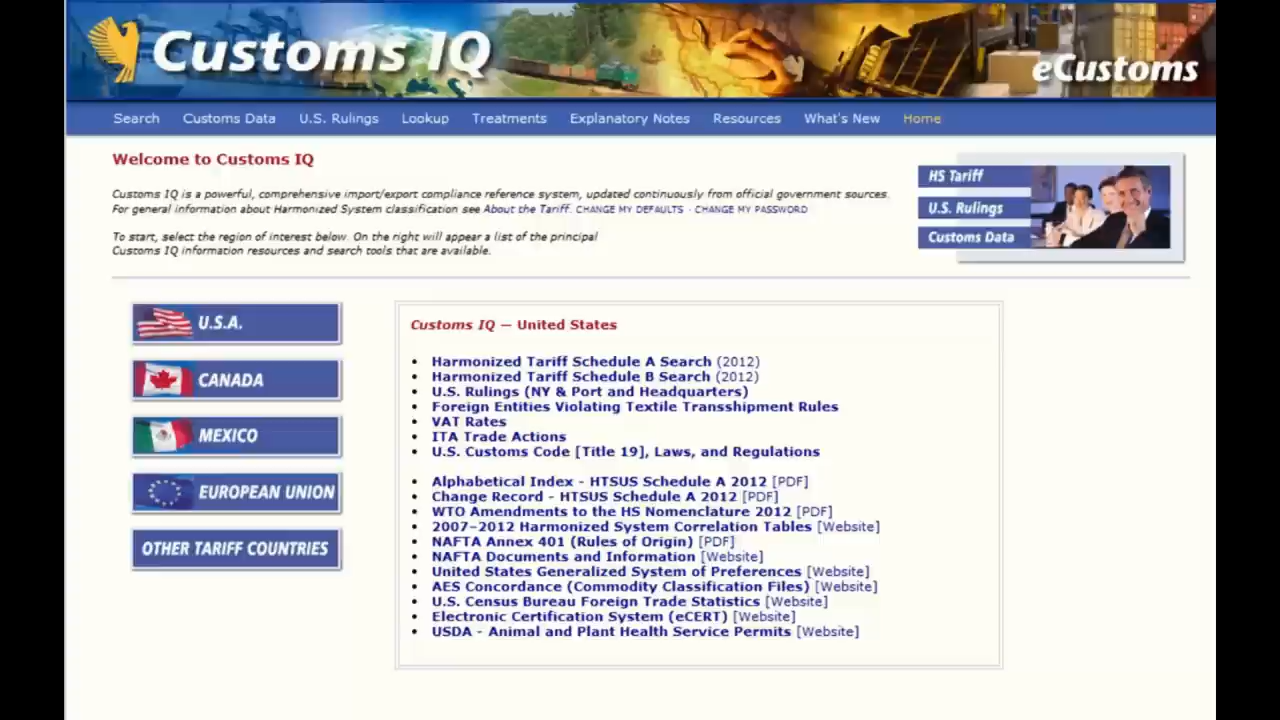 Customs IQ
eCustoms
Search Customs Data U.S. Rulings Lookup Treatments Explanatory Notes Resources What's New Home
Welcome to Customs IQ
Customs IQ is a powerful, comprehensive import/export compliance reference system, updated continuously from official government sources.
For general information about Harmonized System classification see About the Tariff. CHANGE MY DEFAULTS · CHANGE MY PASSWORD
To start, select the region of interest below. On the right will appear a list of the principal
Customs IQ information resources and search tools that are available.
HS Tariff
U.S. Rulings
Customs Data
U.S.A.
CANADA
MEXICO
EUROPEAN UNION
OTHER TARIFF COUNTRIES
Customs IQ — United States
• Harmonized Tariff Schedule A Search (2012)
• Harmonized Tariff Schedule B Search (2012)
• U.S. Rulings (NY & Port and Headquarters)
• Foreign Entities Violating Textile Transshipment Rules
• VAT Rates
• ITA Trade Actions
• U.S. Customs Code [Title 19], Laws, and Regulations
• Alphabetical Index - HTSUS Schedule A 2012 [PDF]
• Change Record - HTSUS Schedule A 2012 [PDF]
• WTO Amendments to the HS Nomenclature 2012 [PDF]
• 2007–2012 Harmonized System Correlation Tables [Website]
• NAFTA Annex 401 (Rules of Origin) [PDF]
• NAFTA Documents and Information [Website]
• United States Generalized System of Preferences [Website]
• AES Concordance (Commodity Classification Files) [Website]
• U.S. Census Bureau Foreign Trade Statistics [Website]
• Electronic Certification System (eCERT) [Website]
• USDA - Animal and Plant Health Service Permits [Website]